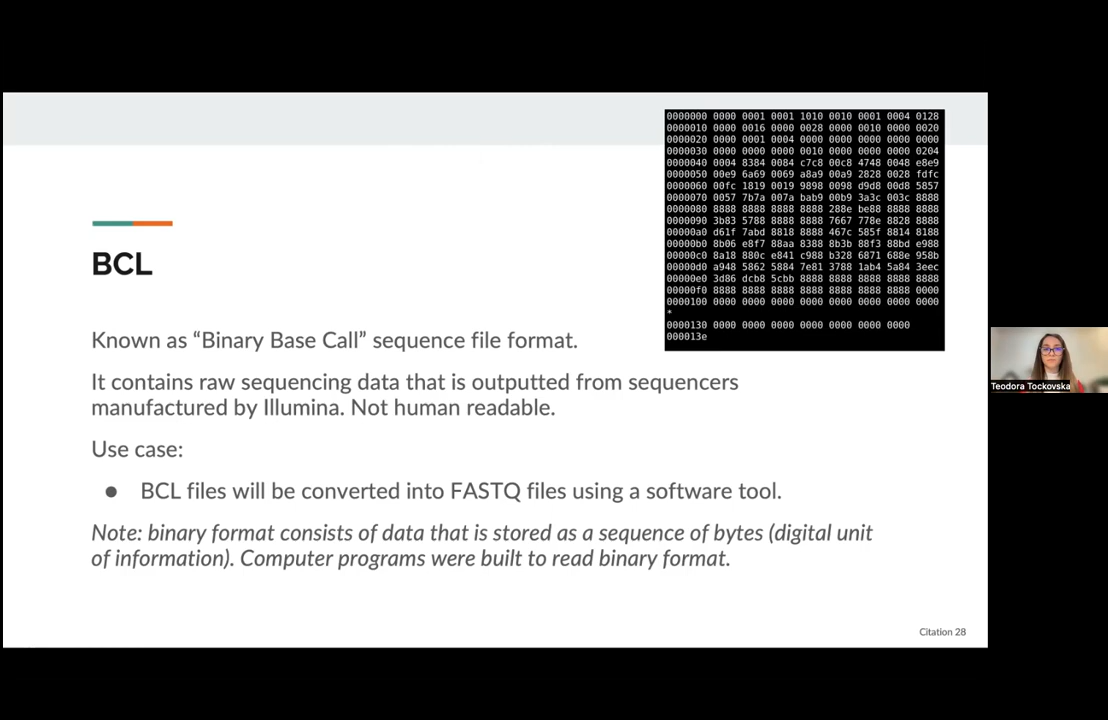 0000000 0000 0001 0001 1010 0010 0001 0004 0128
0000010 0000 0016 0000 0028 0000 0010 0000 0020
0000020 0000 0001 0004 0000 0000 0000 0000 0000
0000030 0000 0000 0000 0010 0000 0000 0000 0204
0000040 0004 8384 0084 c7c8 00c8 4748 0048 e8e9
0000050 00e9 6a69 0069 a8a9 00a9 2828 0028 fdfc
0000060 00fc 1819 0019 9898 0098 d9d8 00d8 5857
0000070 0057 7b7a 007a bab9 00b9 3a3c 003c 8888
0000080 8888 8888 8888 8888 288e be88 8888 8888
0000090 3b83 5788 8888 8888 7667 778e 8828 8888
00000a0 d61f 7abd 8818 8888 467c 585f 8814 8188
00000b0 8b06 e8f7 88aa 8388 8b3b 88f3 88bd e988
00000c0 8a18 880c e841 c988 b328 6871 688e 958b
00000d0 a948 5862 5884 7e81 3788 1ab4 5a84 3eec
00000e0 3d86 dcb8 5cbb 8888 8888 8888 8888 8888
00000f0 8888 8888 8888 8888 8888 8888 8888 0000
0000100 0000 0000 0000 0000 0000 0000 0000 0000
*
0000130 0000 0000 0000 0000 0000 0000 0000
000013e
BCL
Known as “Binary Base Call” sequence file format.
It contains raw sequencing data that is outputted from sequencers
manufactured by Illumina. Not human readable.
Use case:
● BCL files will be converted into FASTQ files using a software tool.
Note: binary format consists of data that is stored as a sequence of bytes (digital unit
of information). Computer programs were built to read binary format.
Citation 28
Teodora Tockovska